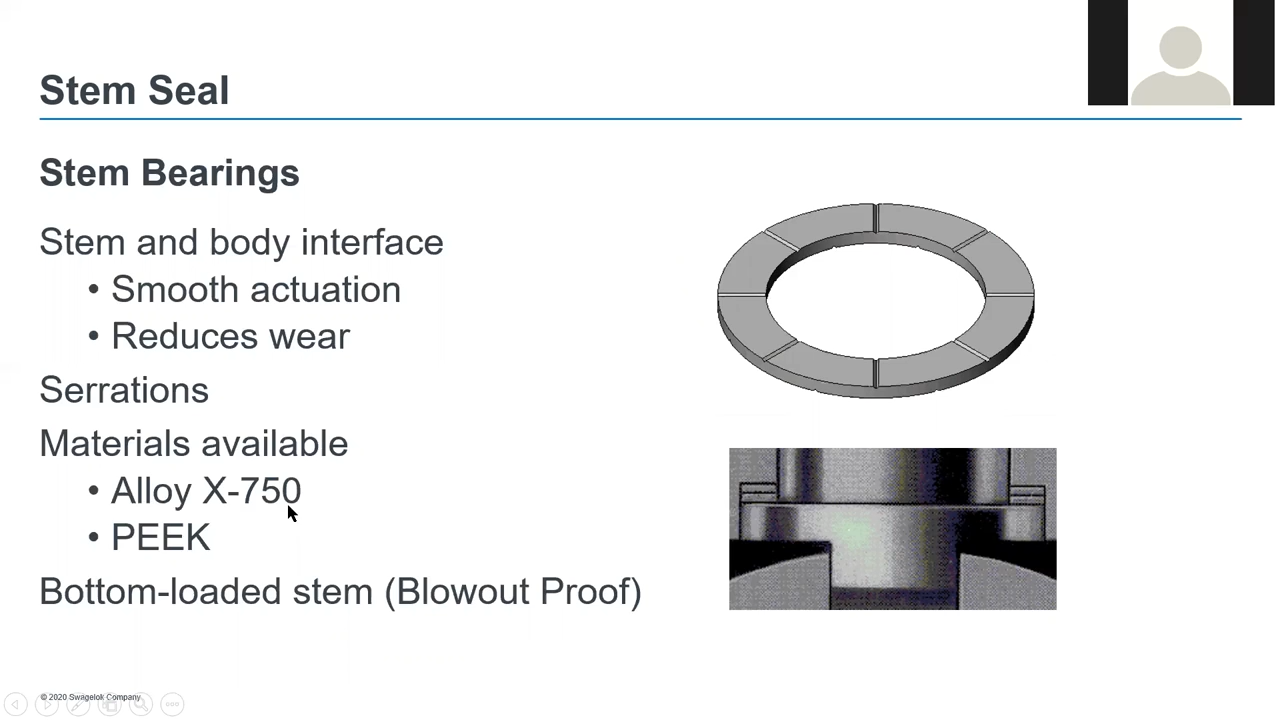 Stem Seal
Stem Bearings
Stem and body interface
• Smooth actuation
• Reduces wear
Serrations
Materials available
• Alloy X-750
• PEEK
Bottom-loaded stem (Blowout Proof)
© 2020 Swagelok Company